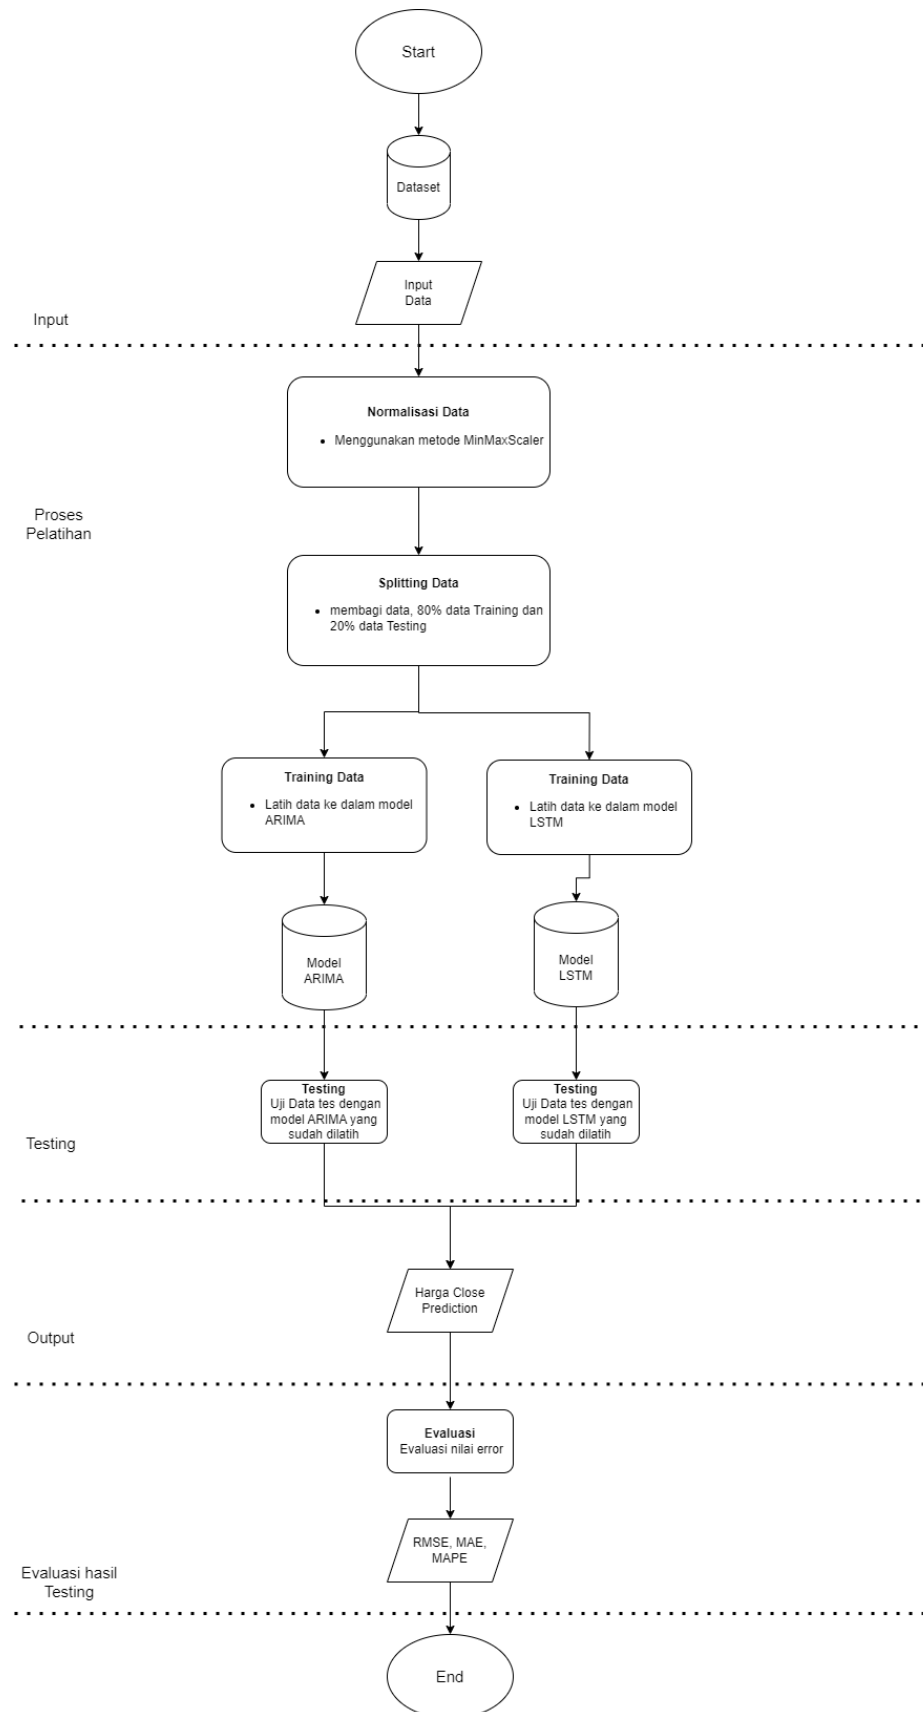 Start
Dataset
Input
Data
Input
Normalisasi Data
• Menggunakan metode MinMaxScaler
Proses
Pelatihan
Splitting Data
• membagi data, 80% data Training dan
20% data Testing
Training Data
• Latih data ke dalam model
ARIMA
Training Data
• Latih data ke dalam model
LSTM
Model
ARIMA
Model
LSTM
Testing
Uji Data tes dengan
model ARIMA yang
sudah dilatih
Testing
Uji Data tes dengan
model LSTM yang
sudah dilatih
Testing
Harga Close
Prediction
Output
Evaluasi
Evaluasi nilai error
RMSE, MAE,
MAPE
Evaluasi hasil
Testing
End